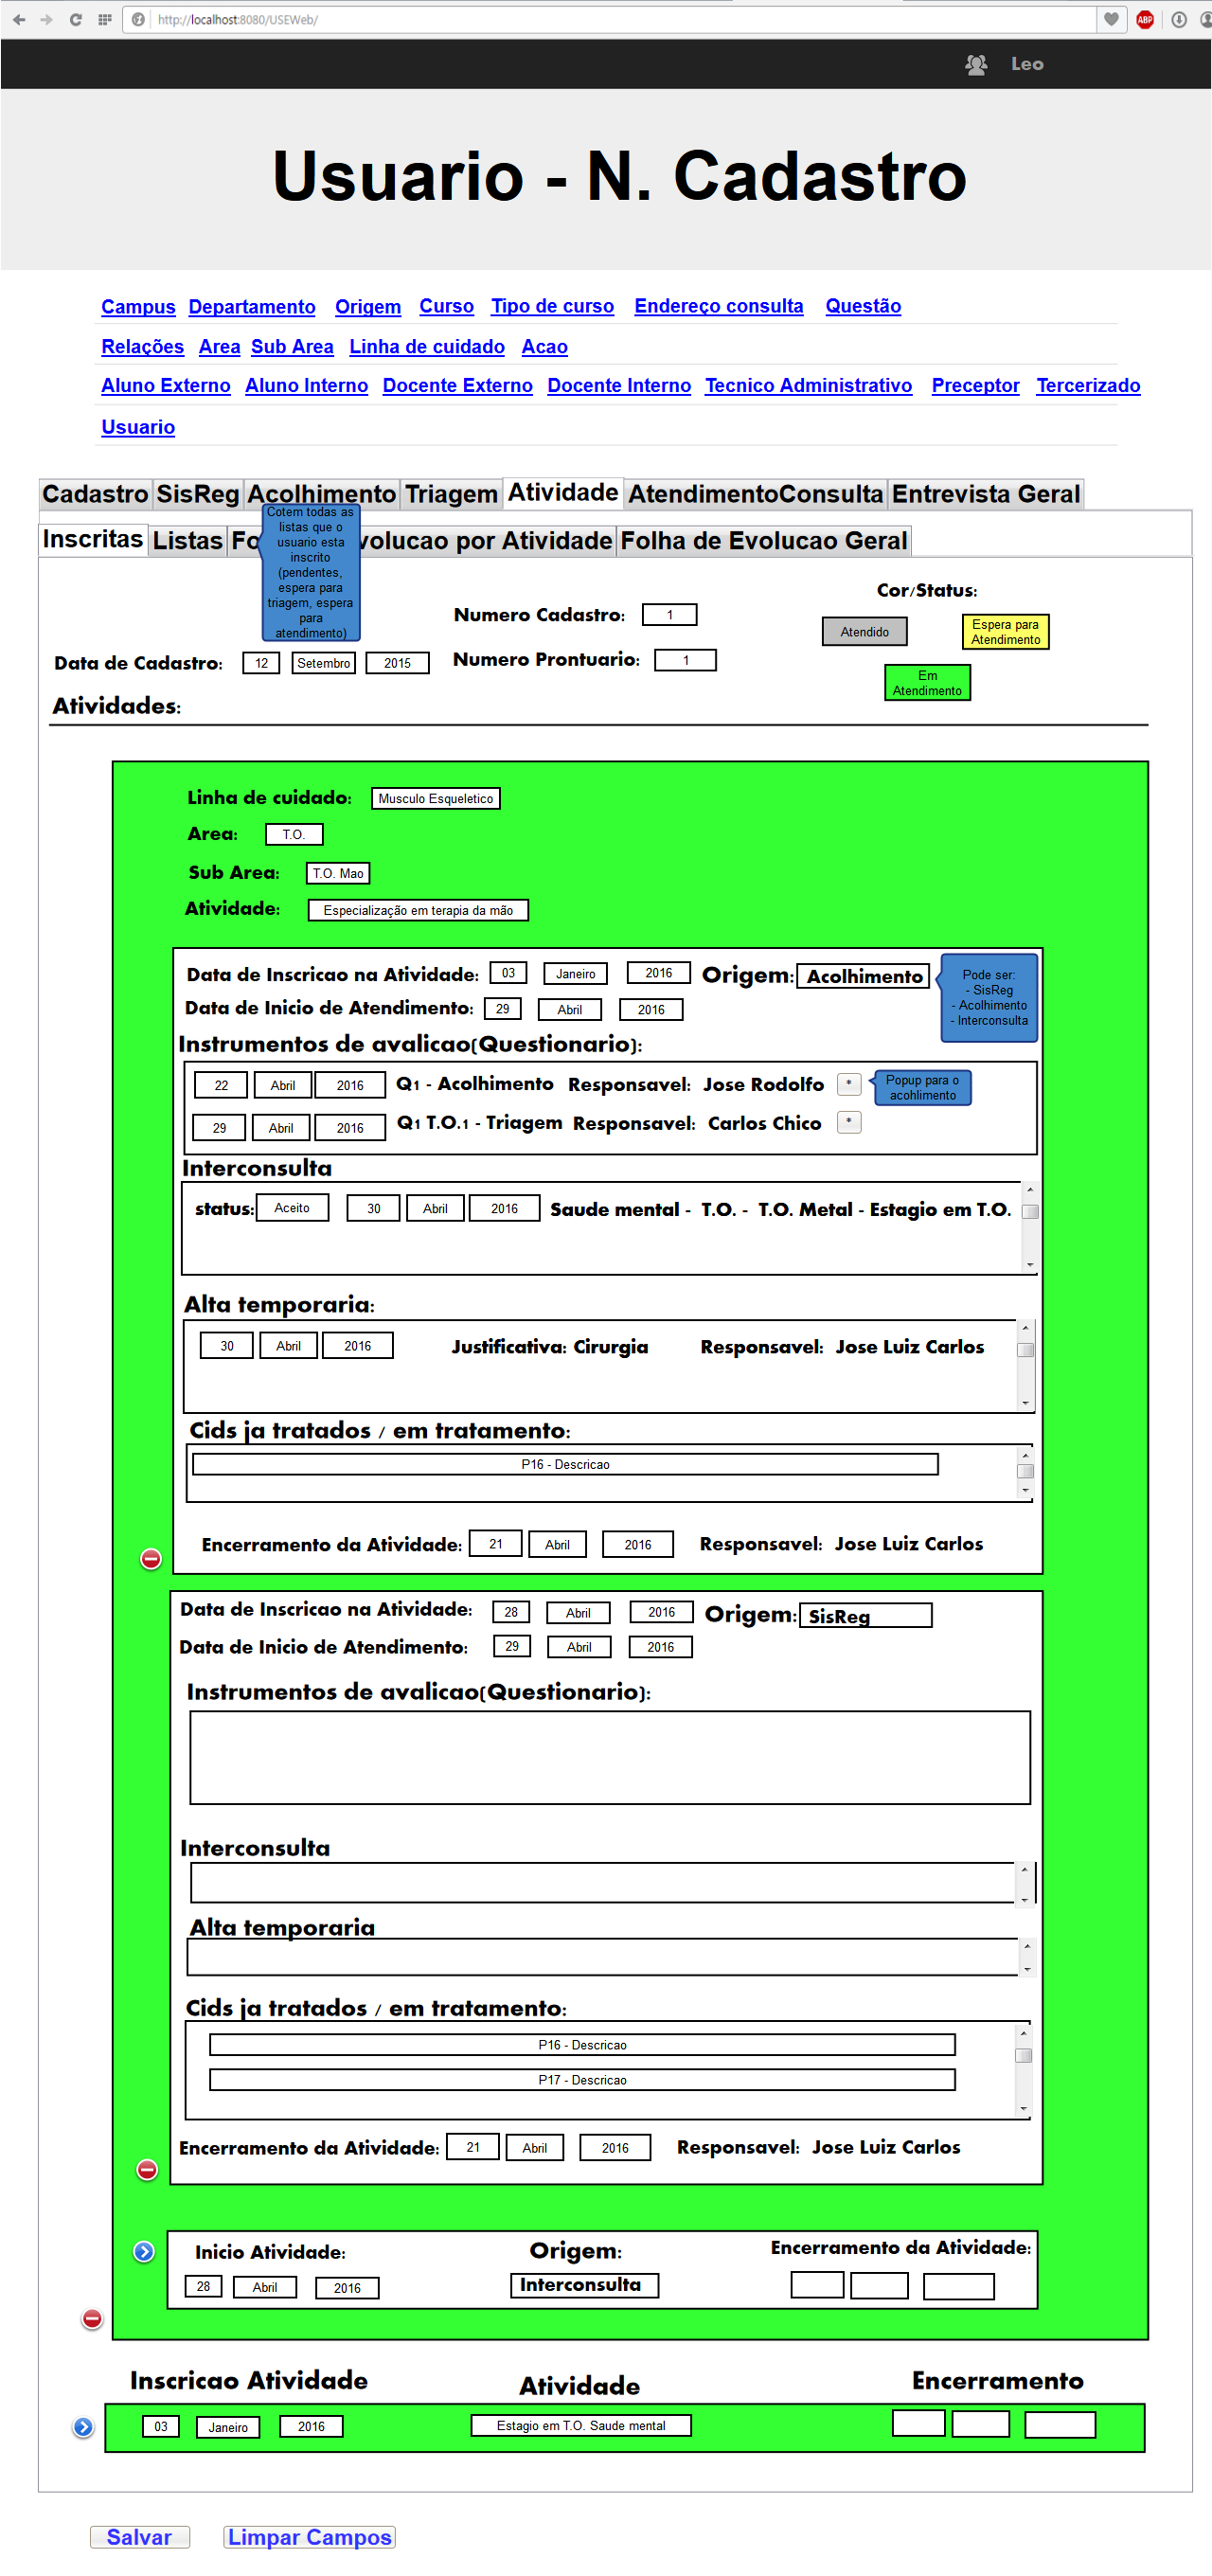 http://localhost:8080/USEWeb/
ABP
Leo
Usuario - N. Cadastro
Campus Departamento Origem Curso Tipo de curso Endereço consulta Questão
Relações Area Sub Area Linha de cuidado Acao
Aluno Externo Aluno Interno Docente Externo Docente Interno Tecnico Administrativo Preceptor Tercerizado
Usuario
Cadastro SisReg Acolhimento Triagem Atividade AtendimentoConsulta Entrevista Geral
Inscritas Listas Fo volucao por Atividade Folha de Evolucao Geral
Cotem todas as
listas que o
usuario esta
inscrito
(pendentes,
espera para
triagem, espera
para
atendimento)
Cor/Status:
Numero Cadastro: 1
Atendido
Espera para
Atendimento
Data de Cadastro: 12 Setembro 2015 Numero Prontuario: 1
Em
Atendimento
Atividades:
Linha de cuidado: Musculo Esqueletico
Area: T.O.
Sub Area: T.O. Mao
Atividade: Especialização em terapia da mão
Data de Inscricao na Atividade: 03 Janeiro 2016 Origem: Acolhimento
Pode ser:
- SisReg
- Acolhimento
- Interconsulta
Data de Inicio de Atendimento: 29 Abril 2016
Instrumentos de avalicao(Questionario):
22 Abril 2016 Q1 - Acolhimento Responsavel: Jose Rodolfo *
Popup para o
acohlimento
29 Abril 2016 Q1 T.O.1 - Triagem Responsavel: Carlos Chico *
Interconsulta
status: Aceito 30 Abril 2016 Saude mental - T.O. - T.O. Metal - Estagio em T.O.
Alta temporaria:
30 Abril 2016 Justificativa: Cirurgia Responsavel: Jose Luiz Carlos
Cids ja tratados / em tratamento:
P16 - Descricao
Encerramento da Atividade: 21 Abril 2016 Responsavel: Jose Luiz Carlos
Data de Inscricao na Atividade: 28 Abril 2016 Origem: SisReg
Data de Inicio de Atendimento: 29 Abril 2016
Instrumentos de avalicao(Questionario):
Interconsulta
Alta temporaria
Cids ja tratados / em tratamento:
P16 - Descricao
P17 - Descricao
Encerramento da Atividade: 21 Abril 2016 Responsavel: Jose Luiz Carlos
Inicio Atividade: Origem: Encerramento da Atividade:
28 Abril 2016 Interconsulta
Inscricao Atividade Atividade Encerramento
03 Janeiro 2016 Estagio em T.O. Saude mental
Salvar Limpar Campos